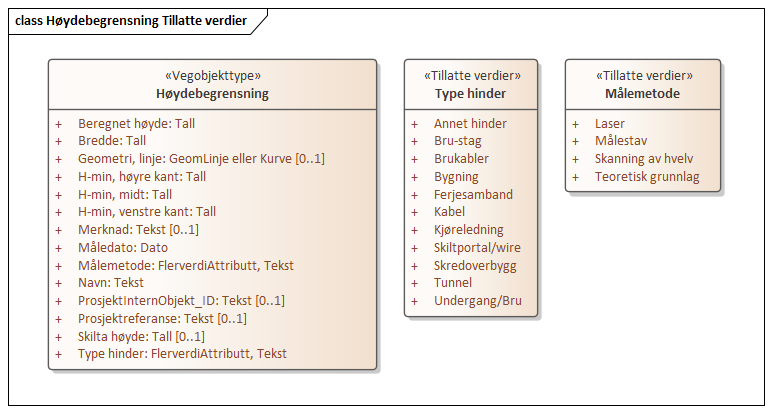 class Høydebegrensning Tillatte verdier
«Vegobjekttype»
Høydebegrensning
+ Beregnet høyde: Tall
+ Bredde: Tall
+ Geometri, linje: GeomLinje eller Kurve [0..1]
+ H-min, høyre kant: Tall
+ H-min, midt: Tall
+ H-min, venstre kant: Tall
+ Merknad: Tekst [0..1]
+ Måledato: Dato
+ Målemetode: FlerverdiAttributt, Tekst
+ Navn: Tekst
+ ProsjektInternObjekt_ID: Tekst [0..1]
+ Prosjektreferanse: Tekst [0..1]
+ Skilta høyde: Tall [0..1]
+ Type hinder: FlerverdiAttributt, Tekst
«Tillatte verdier»
Type hinder
+ Annet hinder
+ Bru-stag
+ Brukabler
+ Bygning
+ Ferjesamband
+ Kabel
+ Kjøreledning
+ Skiltportal/wire
+ Skredoverbygg
+ Tunnel
+ Undergang/Bru
«Tillatte verdier»
Målemetode
+ Laser
+ Målestav
+ Skanning av hvelv
+ Teoretisk grunnlag